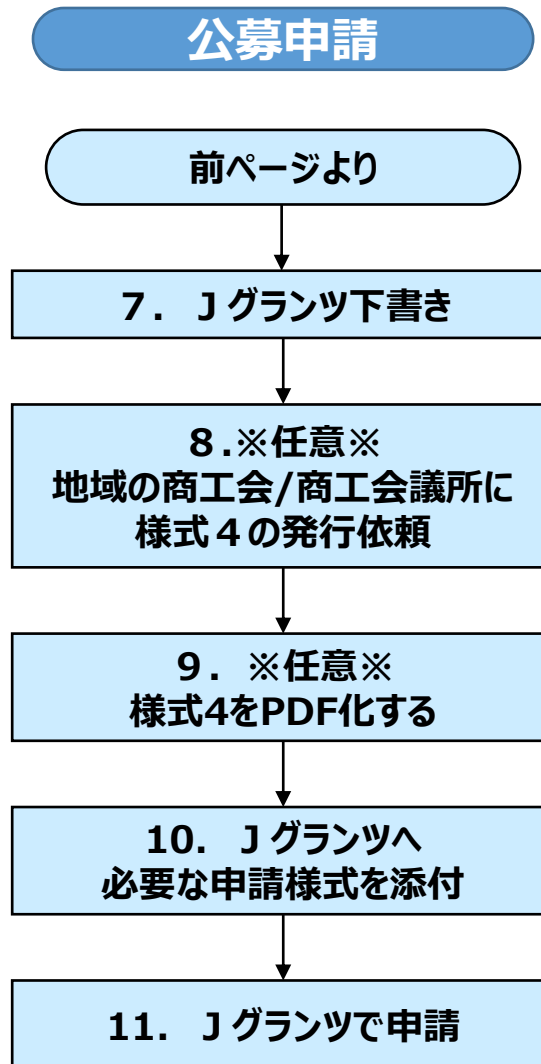 公募申請
前ページより
７． Ｊグランツ下書き
８.※任意※
地域の商工会/商工会議所に
様式４の発行依頼
９． ※任意※
様式4をPDF化する
10． Ｊグランツへ
必要な申請様式を添付
11． Ｊグランツで申請